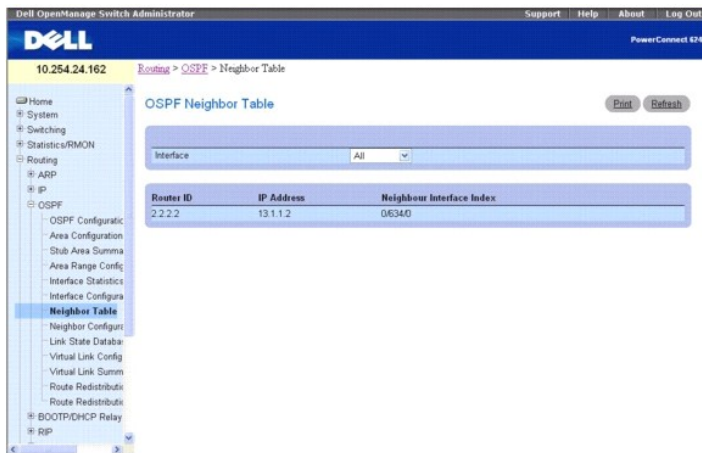 Dell OpenManage Switch Administrator Support Help About Log Out
DELL
PowerConnect 624
10.254.24.162
Routing > OSPF > Neighbor Table
Home
System
Switching
Statistics/RMON
Routing
ARP
IP
OSPF
OSPF Configuratic
Area Configuration
Stub Area Summa
Area Range Config
Interface Statistics
Interface Configura
Neighbor Table
Neighbor Configura
Link State Databa
Virtual Link Config
Virtual Link Summ
Route Redistributi
Route Redistributi
BOOTP/DHCP Relay
RIP
OSPF Neighbor Table
Print Refresh
Interface All
Router ID IP Address Neighbour Interface Index
2.2.2.2 13.1.1.2 0/634/0